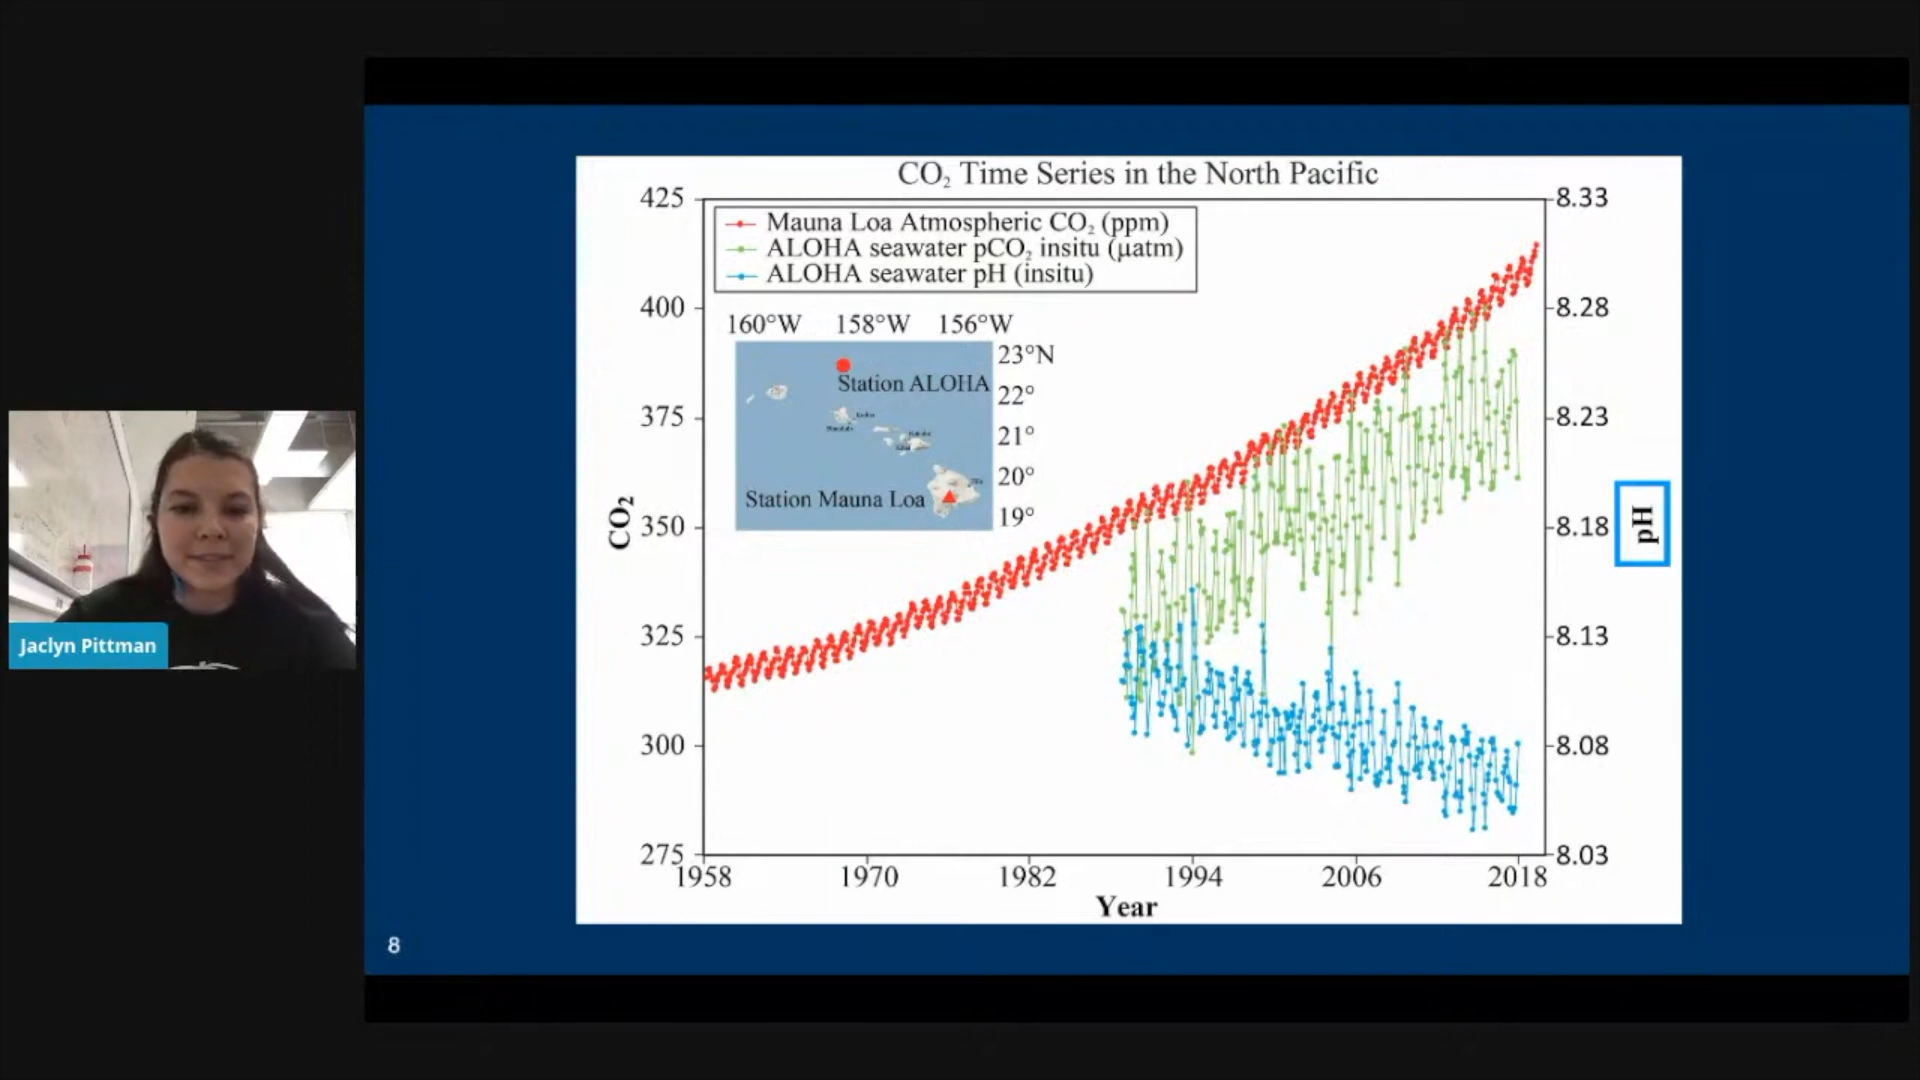 CO₂ Time Series in the North Pacific
425
400
375
350
325
300
275
CO₂
Mauna Loa Atmospheric CO₂ (ppm)
ALOHA seawater pCO₂ insitu (µatm)
ALOHA seawater pH (insitu)
160°W 158°W 156°W
23°N
22°
21°
20°
19°
Station ALOHA
Station Mauna Loa
8.33
8.28
8.23
8.18
8.13
8.08
8.03
pH
1958 1970 1982 1994 2006 2018
Year
Jaclyn Pittman
8